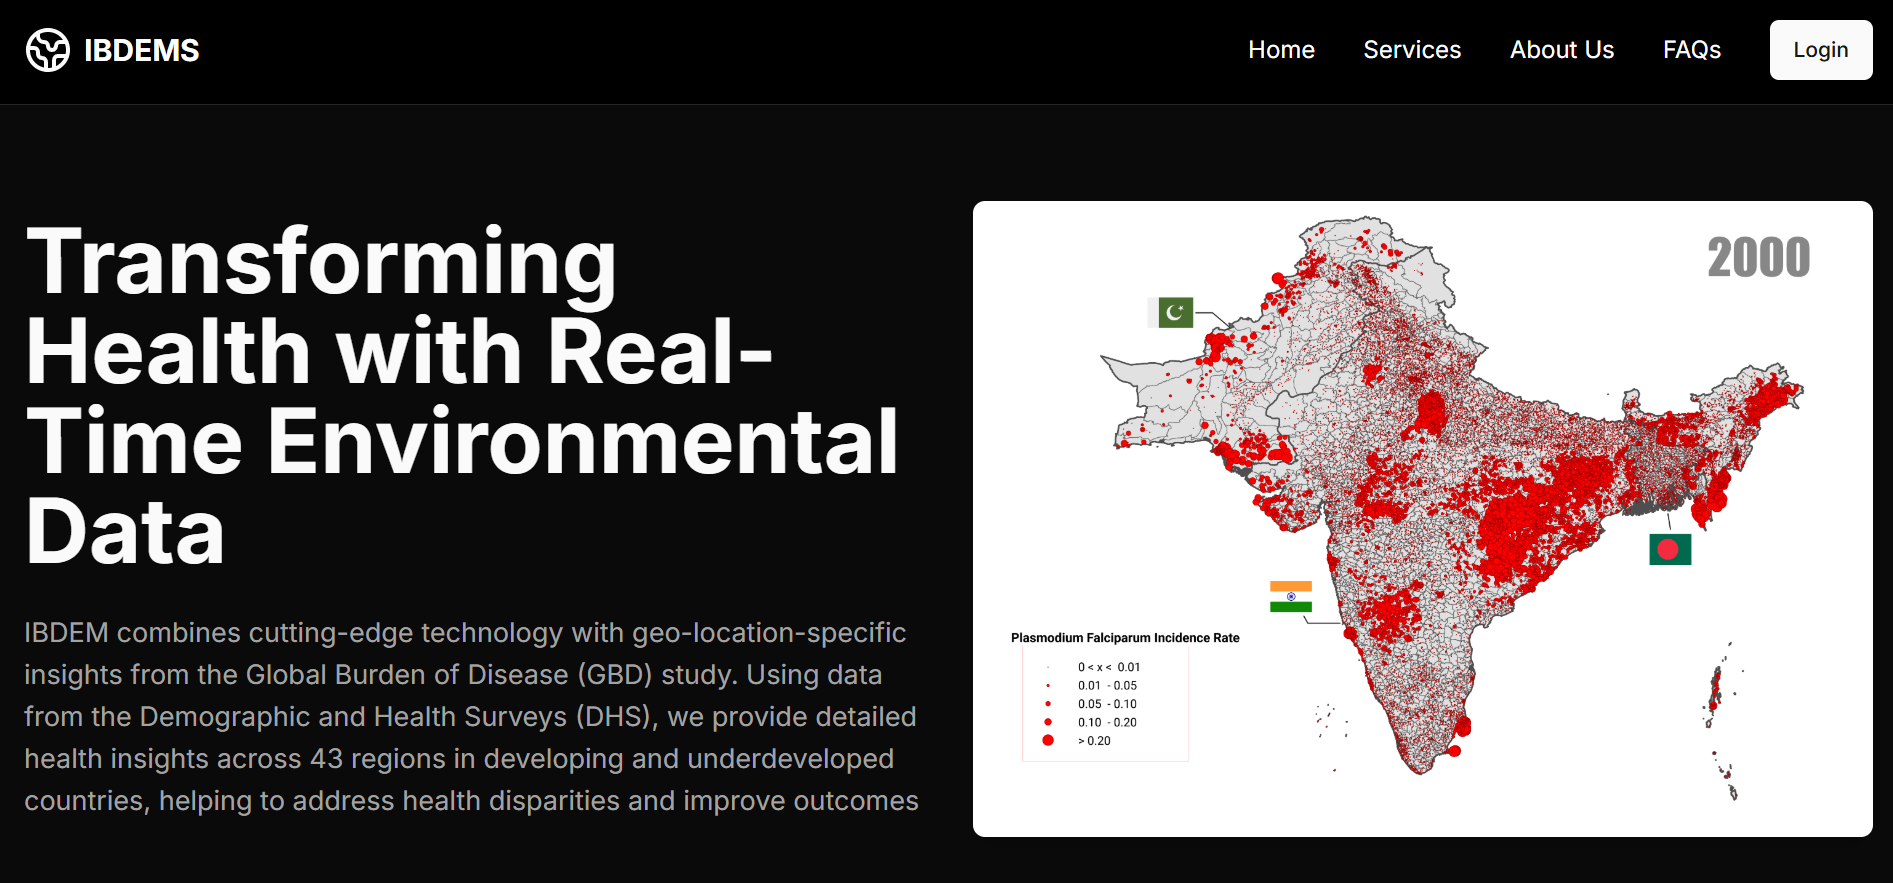 IBDEMS
Home
Services
About Us
FAQs
Login
Transforming
Health with Real-
Time Environmental
Data
IBDEM combines cutting-edge technology with geo-location-specific
insights from the Global Burden of Disease (GBD) study. Using data
from the Demographic and Health Surveys (DHS), we provide detailed
health insights across 43 regions in developing and underdeveloped
countries, helping to address health disparities and improve outcomes
2000
Plasmodium Falciparum Incidence Rate
0 < x < 0.01
0.01 - 0.05
0.05 - 0.10
0.10 - 0.20
> 0.20